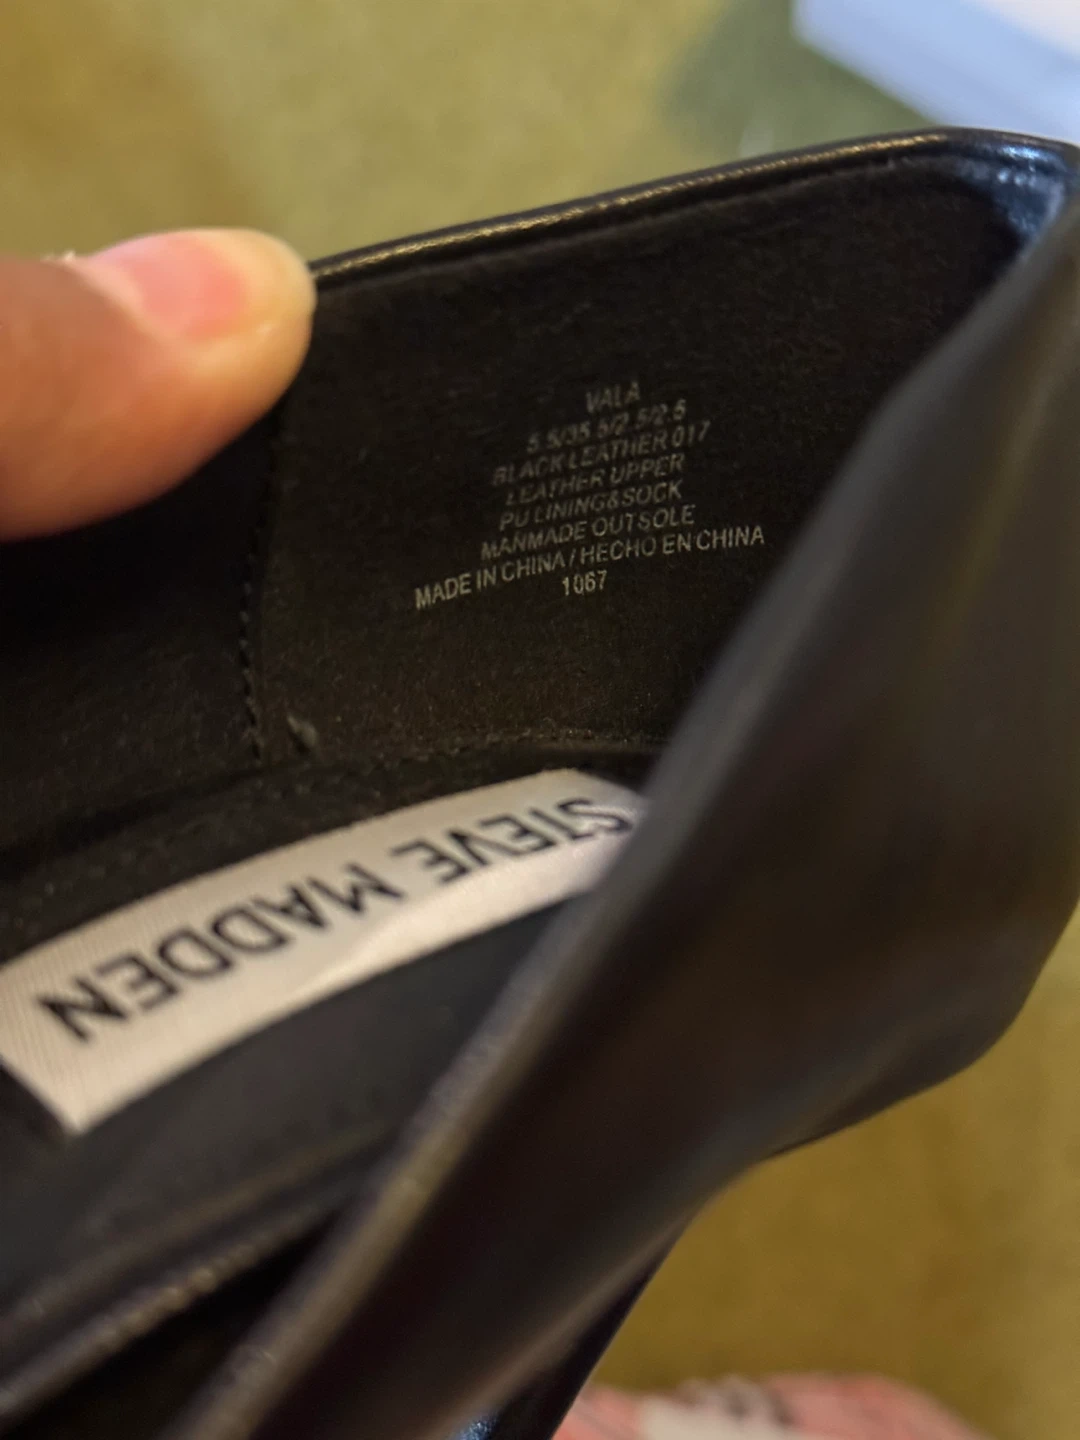 VALA
5.5/35.5/2.5/2.5
BLACK LEATHER 017
LEATHER UPPER
PU LINING&SOCK
MANMADE OUTSOLE
MADE IN CHINA / HECHO EN CHINA
1067
STEVE MADDEN